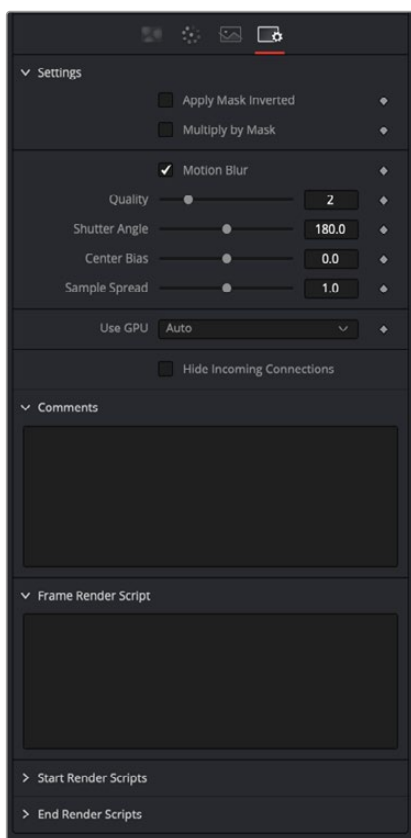 Settings
Apply Mask Inverted
Multiply by Mask
Motion Blur
Quality 2
Shutter Angle 180.0
Center Bias 0.0
Sample Spread 1.0
Use GPU Auto
Hide Incoming Connections
Comments
Frame Render Script
Start Render Scripts
End Render Scripts